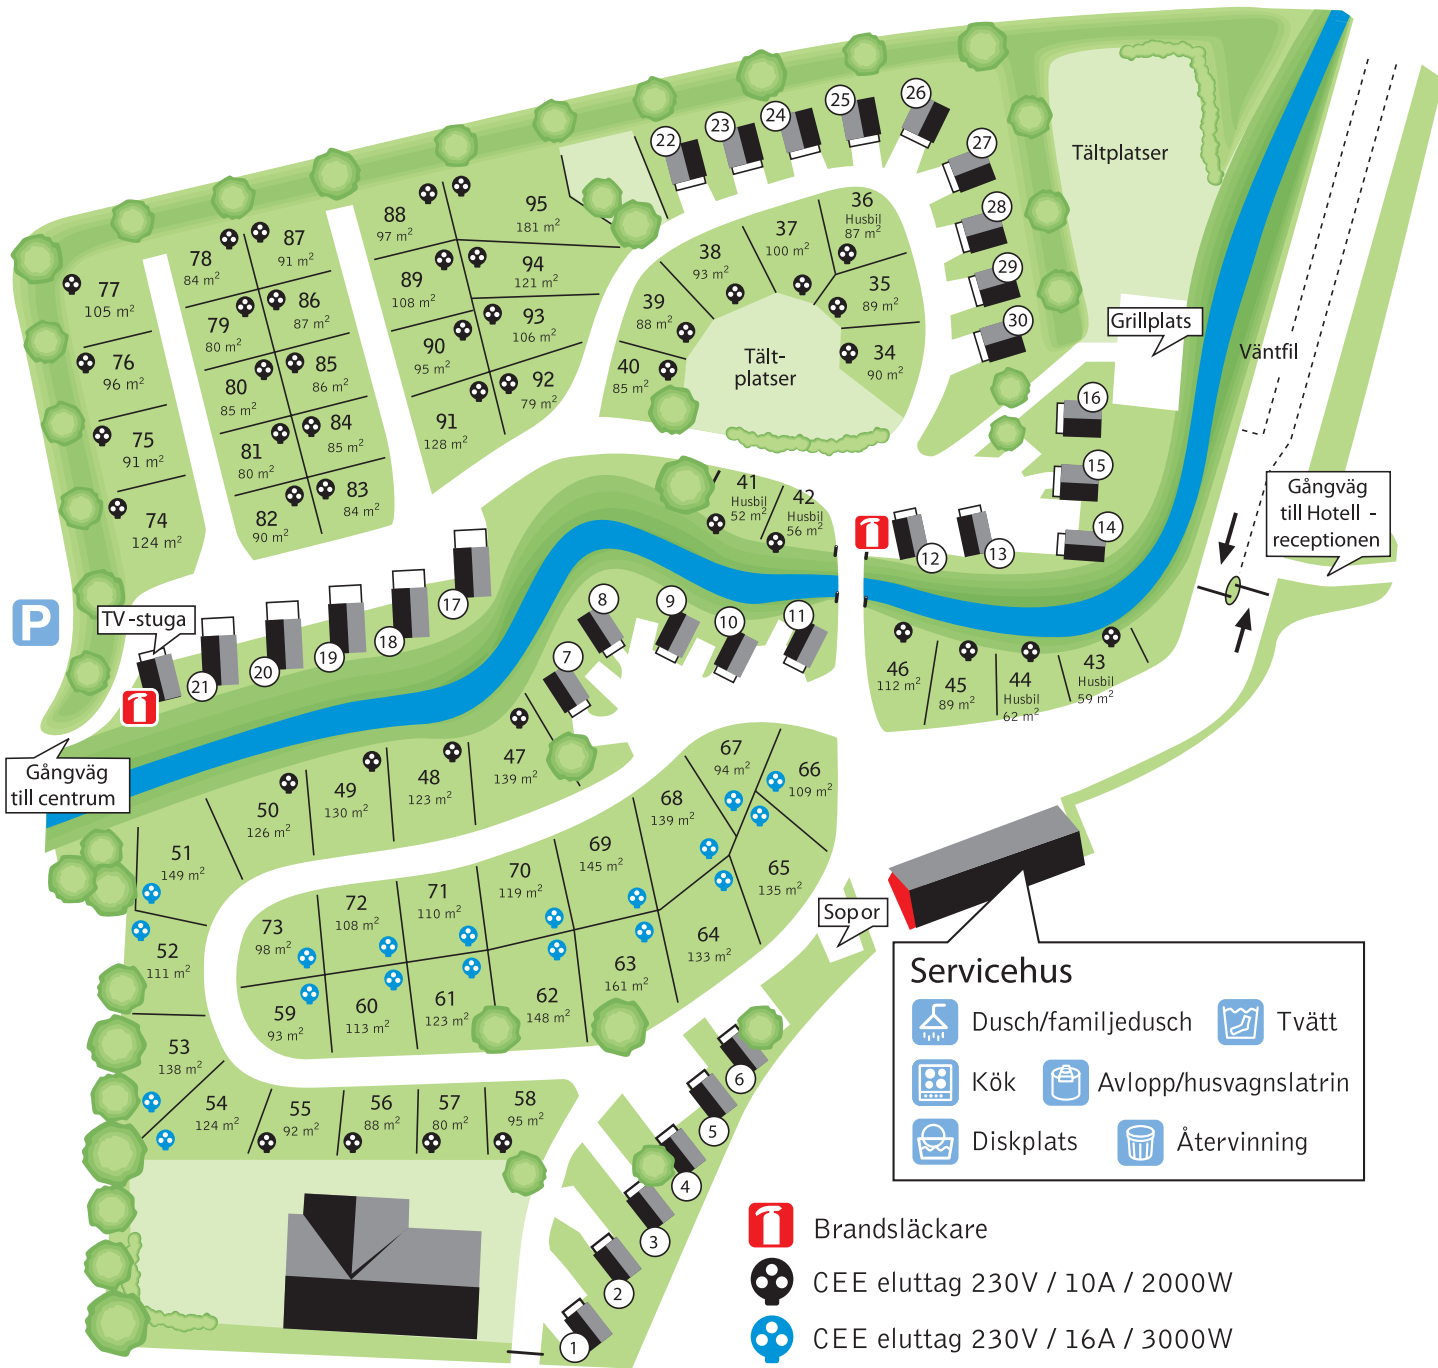 22
23
24
25
26
27
28
29
30
Tältplatser
Grillplats
Väntfil
88
97 m²
95
181 m²
87
91 m²
78
84 m²
89
108 m²
94
121 m²
77
105 m²
79
80 m²
86
87 m²
93
106 m²
90
95 m²
76
96 m²
80
85 m²
85
86 m²
92
79 m²
91
128 m²
75
91 m²
81
80 m²
84
85 m²
74
124 m²
82
90 m²
83
84 m²
36
Husbil
87 m²
37
100 m²
38
93 m²
35
89 m²
39
88 m²
34
90 m²
40
85 m²
Tält-
platser
16
15
14
13
12
41
Husbil
52 m²
42
Husbil
56 m²
Gångväg
till Hotell -
receptionen
P
TV-stuga
21
20
19
18
17
7
8
9
10
11
46
112 m²
45
89 m²
44
Husbil
62 m²
43
Husbil
59 m²
Gångväg
till centrum
47
139 m²
48
123 m²
49
130 m²
50
126 m²
51
149 m²
52
111 m²
53
138 m²
54
124 m²
55
92 m²
56
88 m²
57
80 m²
58
95 m²
67
94 m²
66
109 m²
68
139 m²
69
145 m²
65
135 m²
70
119 m²
71
110 m²
72
108 m²
73
98 m²
64
133 m²
63
161 m²
62
148 m²
61
123 m²
60
113 m²
59
93 m²
Sopor
6
5
4
3
2
1
Servicehus
Dusch/familjedusch
Tvätt
Kök
Avlopp/husvagnslatrin
Diskplats
Återvinning
Brandsläckare
CEE eluttag 230V / 10A / 2000W
CEE eluttag 230V / 16A / 3000W